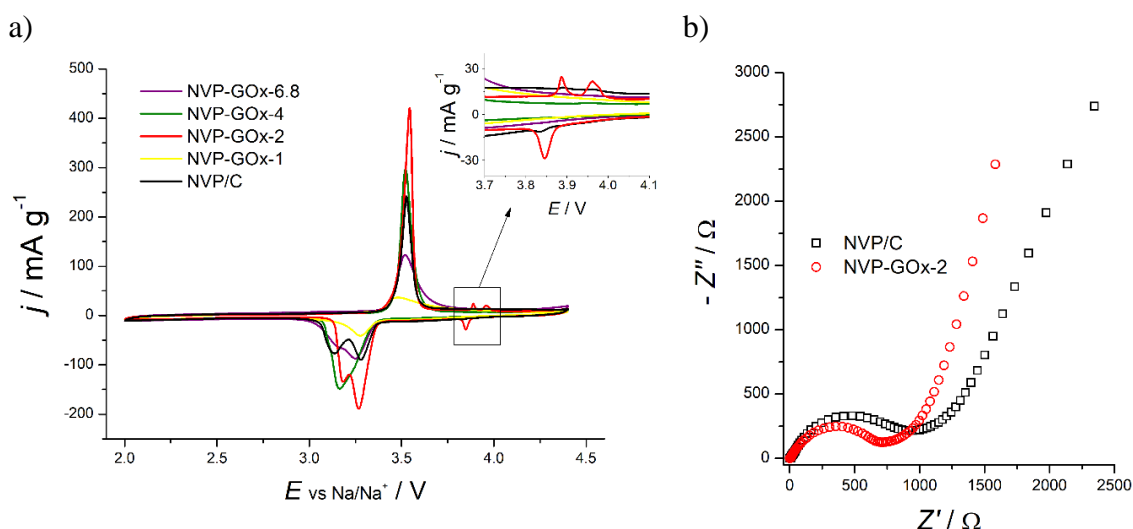 a)
500
400
300
200
100
0
-100
-200
j / mA g⁻¹
NVP-GOx-6.8
NVP-GOx-4
NVP-GOx-2
NVP-GOx-1
NVP/C
30
0
-30
j / mA g⁻¹
3.7 3.8 3.9 4.0 4.1
E / V
2.0 2.5 3.0 3.5 4.0 4.5
E vs Na/Na⁺ / V
b)
3000
2500
2000
1500
1000
500
0
- Z'' / Ω
NVP/C
NVP-GOx-2
0 500 1000 1500 2000 2500
Z' / Ω